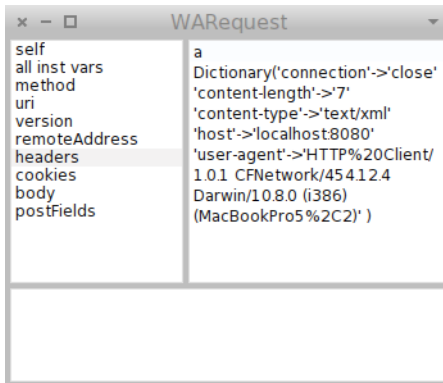 WARequest
self
all inst vars
method
uri
version
remoteAddress
headers
cookies
body
postFields
a
Dictionary('connection'->'close'
'content-length'->'7'
'content-type'->'text/xml'
'host'->'localhost:8080'
'user-agent'->'HTTP%20Client/
1.0.1 CFNetwork/454.12.4
Darwin/10.8.0 (i386)
(MacBookPro5%2C2)' )